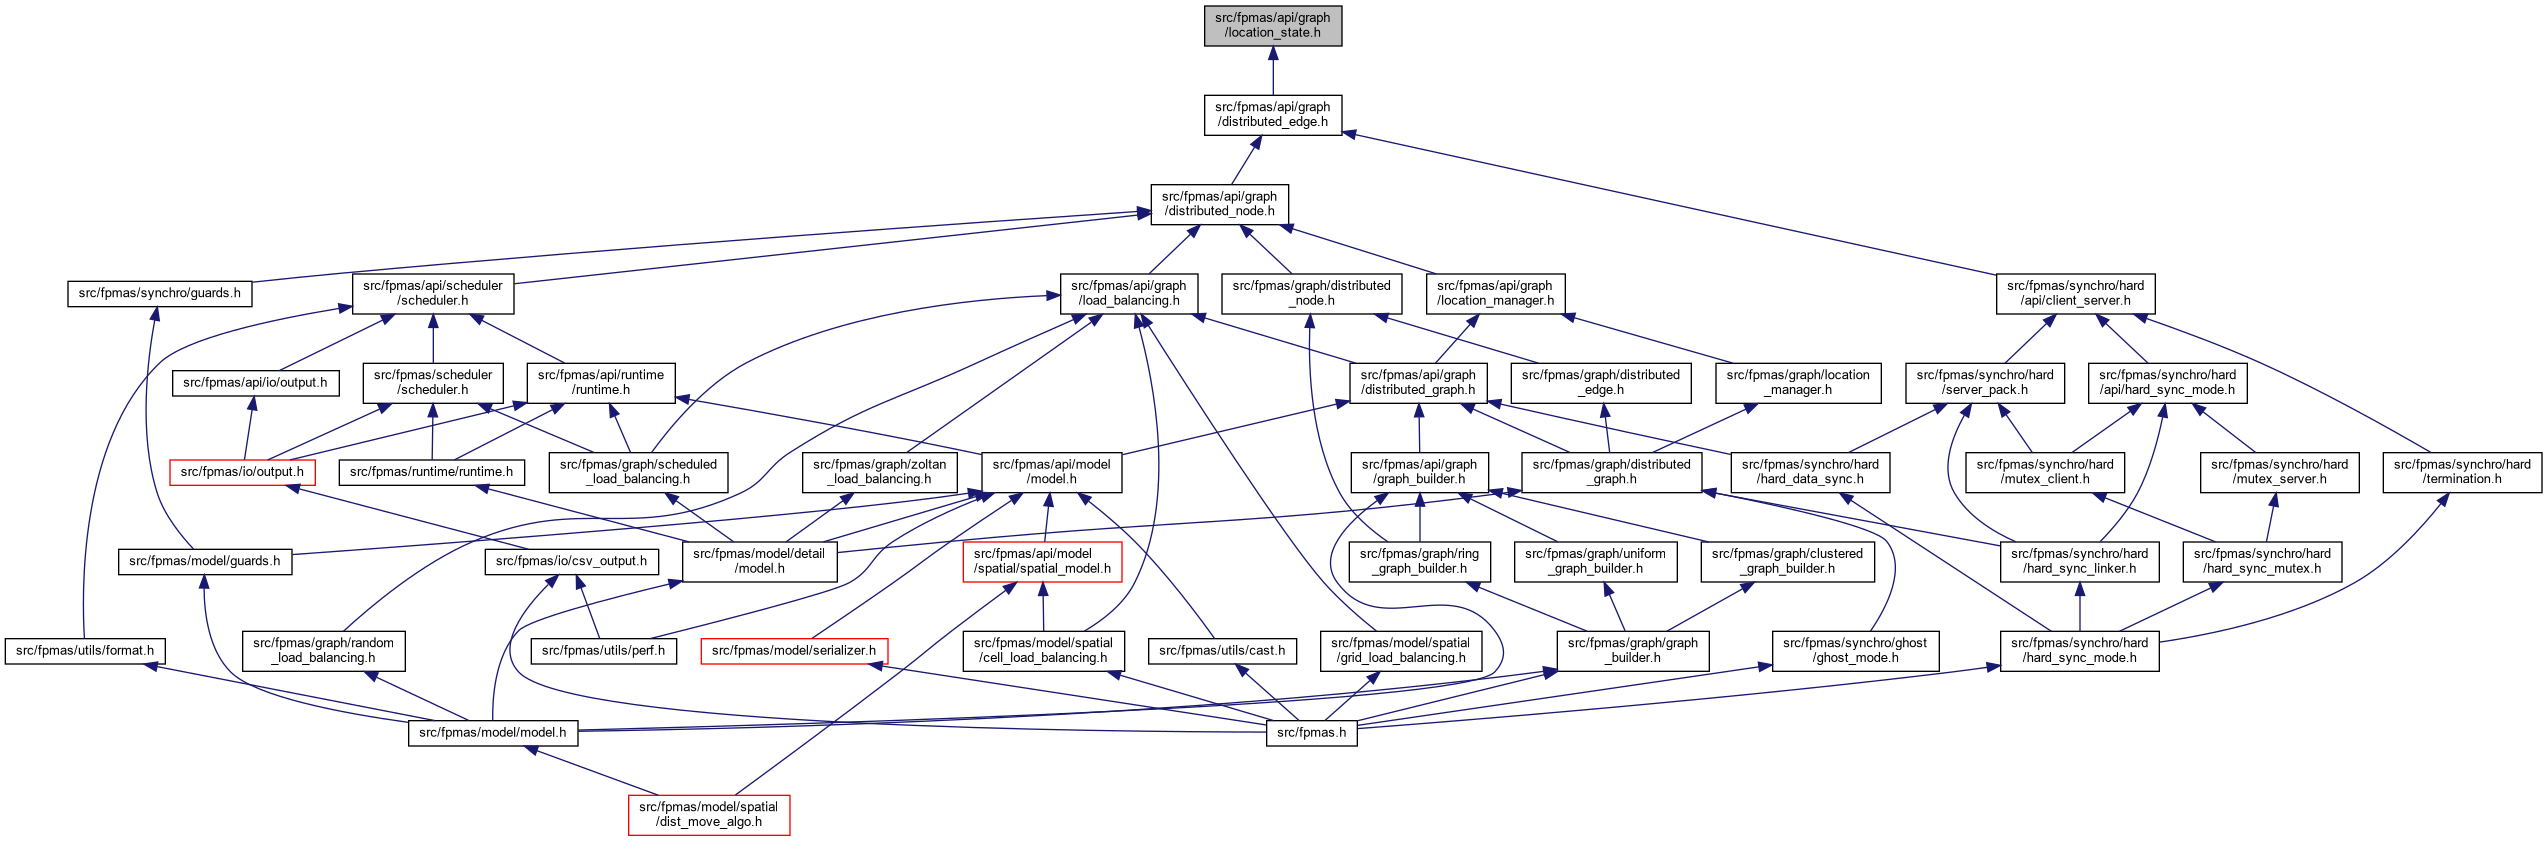 src/fpmas/api/graph
/location_state.h
src/fpmas/api/graph
/distributed_edge.h
src/fpmas/api/graph
/distributed_node.h
src/fpmas/synchro/guards.h
src/fpmas/api/scheduler
/scheduler.h
src/fpmas/api/graph
/load_balancing.h
src/fpmas/graph/distributed
_node.h
src/fpmas/api/graph
/location_manager.h
src/fpmas/synchro/hard
/api/client_server.h
src/fpmas/api/io/output.h
src/fpmas/scheduler
/scheduler.h
src/fpmas/api/runtime
/runtime.h
src/fpmas/api/graph
/distributed_graph.h
src/fpmas/graph/distributed
_edge.h
src/fpmas/graph/location
_manager.h
src/fpmas/synchro/hard
/server_pack.h
src/fpmas/synchro/hard
/api/hard_sync_mode.h
src/fpmas/io/output.h
src/fpmas/runtime/runtime.h
src/fpmas/graph/scheduled
_load_balancing.h
src/fpmas/graph/zoltan
_load_balancing.h
src/fpmas/api/model
/model.h
src/fpmas/api/graph
/graph_builder.h
src/fpmas/graph/distributed
_graph.h
src/fpmas/synchro/hard
/hard_data_sync.h
src/fpmas/synchro/hard
/mutex_client.h
src/fpmas/synchro/hard
/mutex_server.h
src/fpmas/synchro/hard
/termination.h
src/fpmas/model/guards.h
src/fpmas/io/csv_output.h
src/fpmas/model/detail
/model.h
src/fpmas/api/model
/spatial/spatial_model.h
src/fpmas/graph/ring
_graph_builder.h
src/fpmas/graph/uniform
_graph_builder.h
src/fpmas/graph/clustered
_graph_builder.h
src/fpmas/synchro/hard
/hard_sync_linker.h
src/fpmas/synchro/hard
/hard_sync_mutex.h
src/fpmas/utils/format.h
src/fpmas/graph/random
_load_balancing.h
src/fpmas/utils/perf.h
src/fpmas/model/serializer.h
src/fpmas/model/spatial
/cell_load_balancing.h
src/fpmas/utils/cast.h
src/fpmas/model/spatial
/grid_load_balancing.h
src/fpmas/graph/graph
_builder.h
src/fpmas/synchro/ghost
/ghost_mode.h
src/fpmas/synchro/hard
/hard_sync_mode.h
src/fpmas/model/model.h
src/fpmas.h
src/fpmas/model/spatial
/dist_move_algo.h